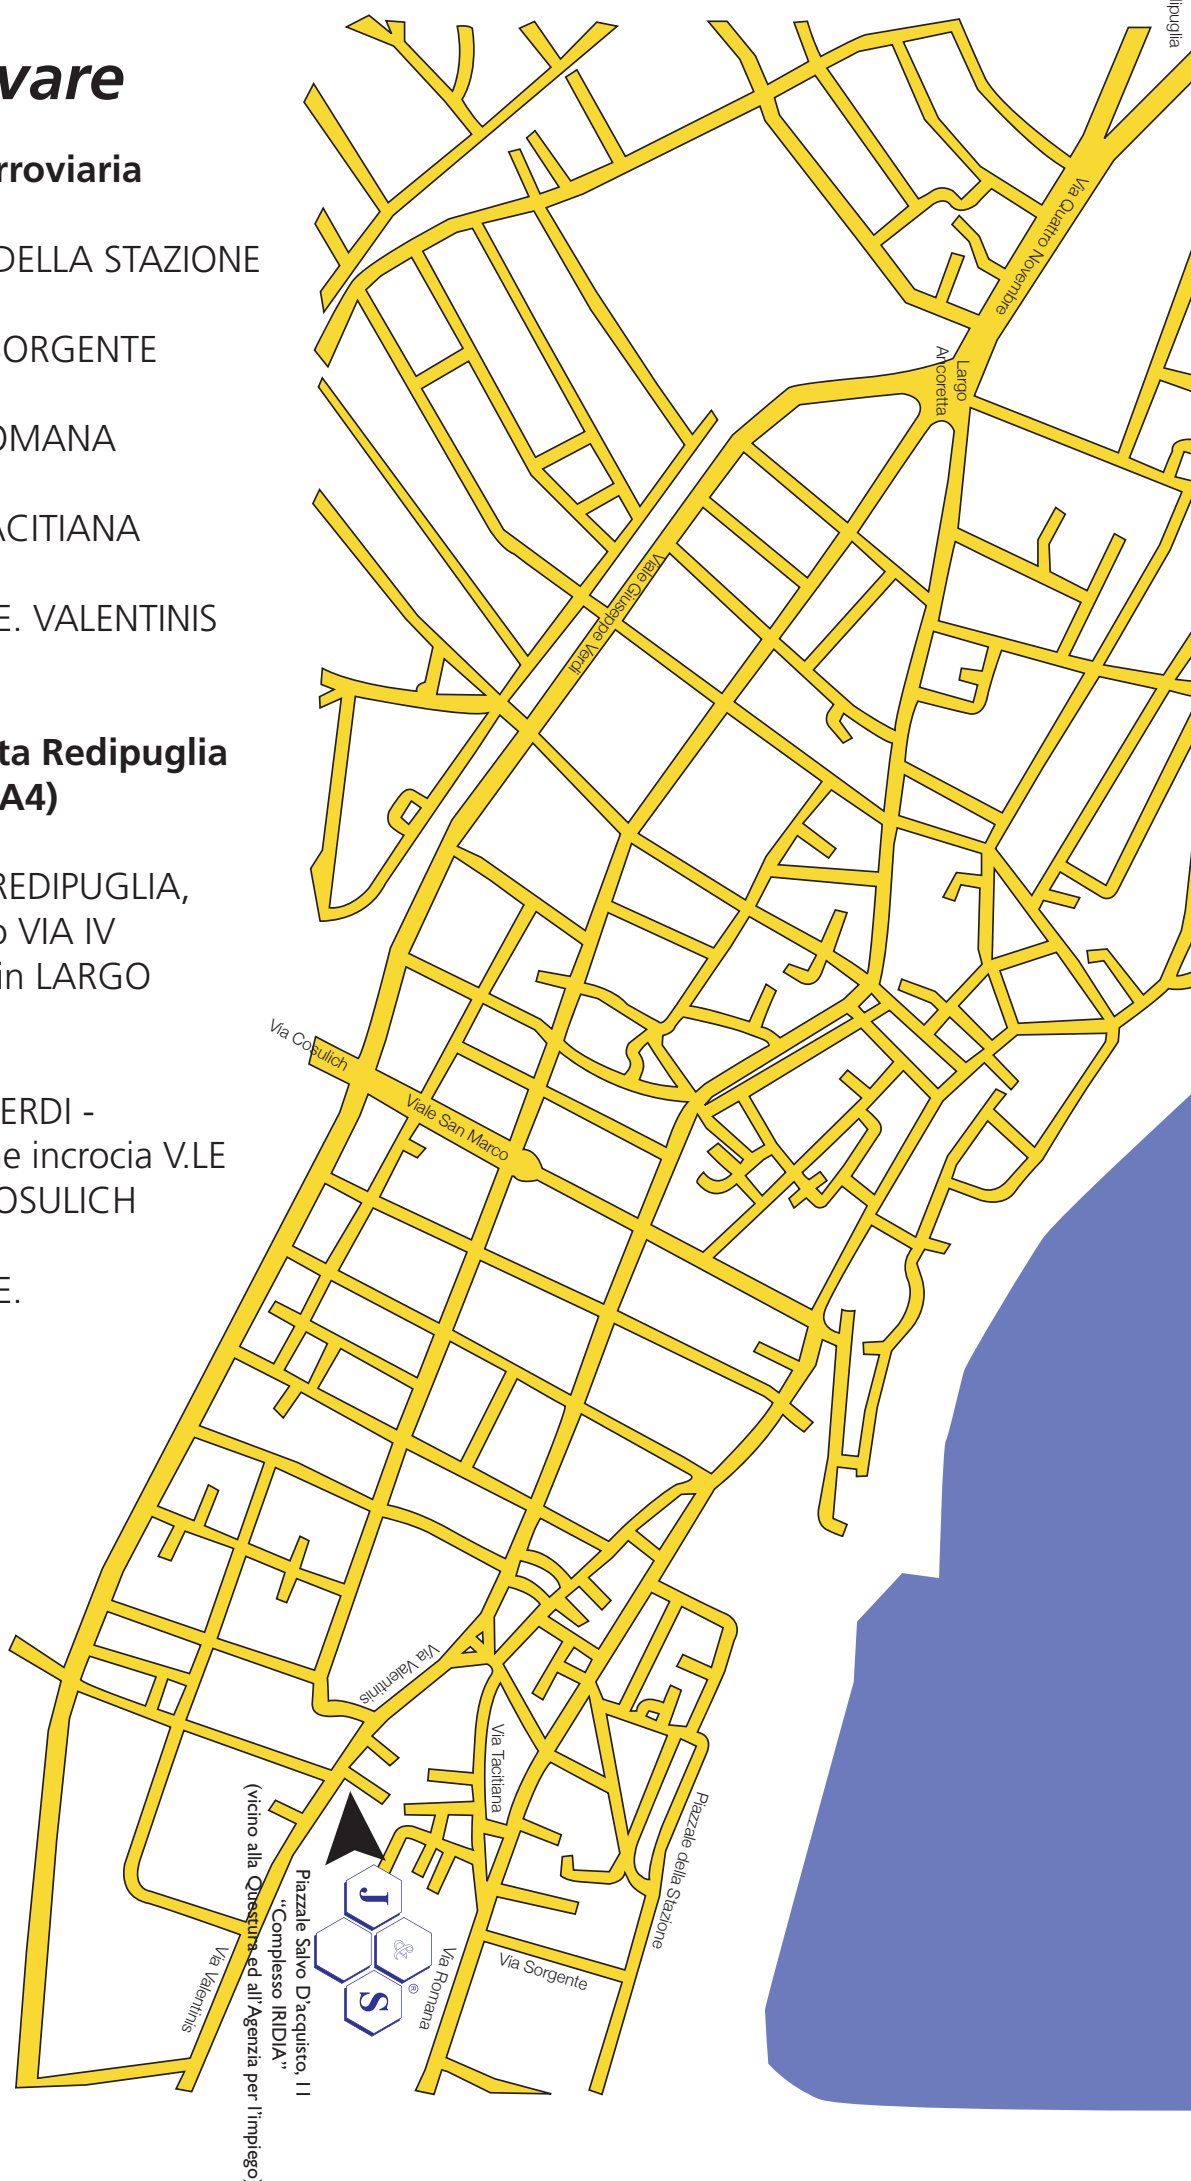 vare
rroviaria
DELLA STAZIONE
ORGENTE
OMANA
ACITIANA
E. VALENTINIS
ta Redipuglia
A4)
REDIPUGLIA,
VIA IV
in LARGO
ERDI -
e incrocia V.LE
OSULICH
E.
ipuglia
Via Quattro Novembre
Largo
Ancoretta
Viale Giuseppe Verdi
Via Cosulich
Viale San Marco
Via Valentinis
Via Tacitiana
Piazzale della Stazione
Via Sorgente
Via Romana
Via Valentinis
J
&
S
®
Piazzale Salvo D'acquisto, 11
“Complesso IRIDIA”
(vicino alla Questura ed all'Agenzia per l'impiego)